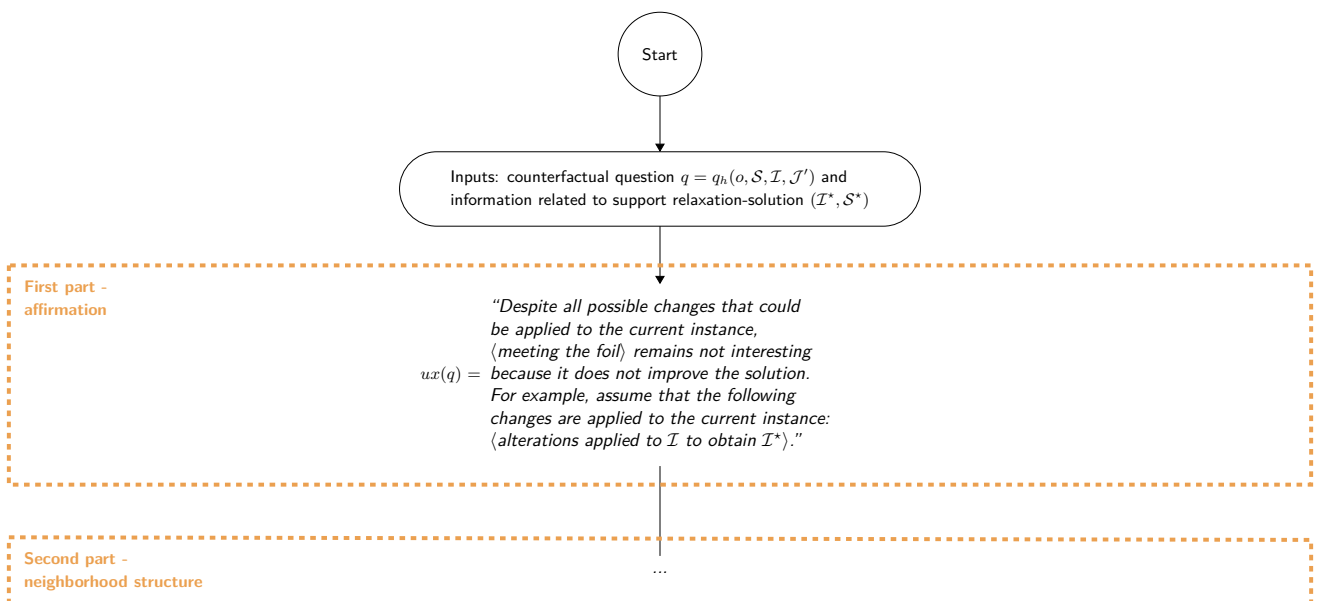 Start
Inputs: counterfactual question q = q_h(o, 𝒮, ℐ, 𝒥′) and
information related to support relaxation-solution (ℐ⋆, 𝒮⋆)
First part -
affirmation
“Despite all possible changes that could
be applied to the current instance,
⟨meeting the foil⟩ remains not interesting
ux(q) = because it does not improve the solution.
For example, assume that the following
changes are applied to the current instance:
⟨alterations applied to ℐ to obtain ℐ⋆⟩.”
Second part -
neighborhood structure
...